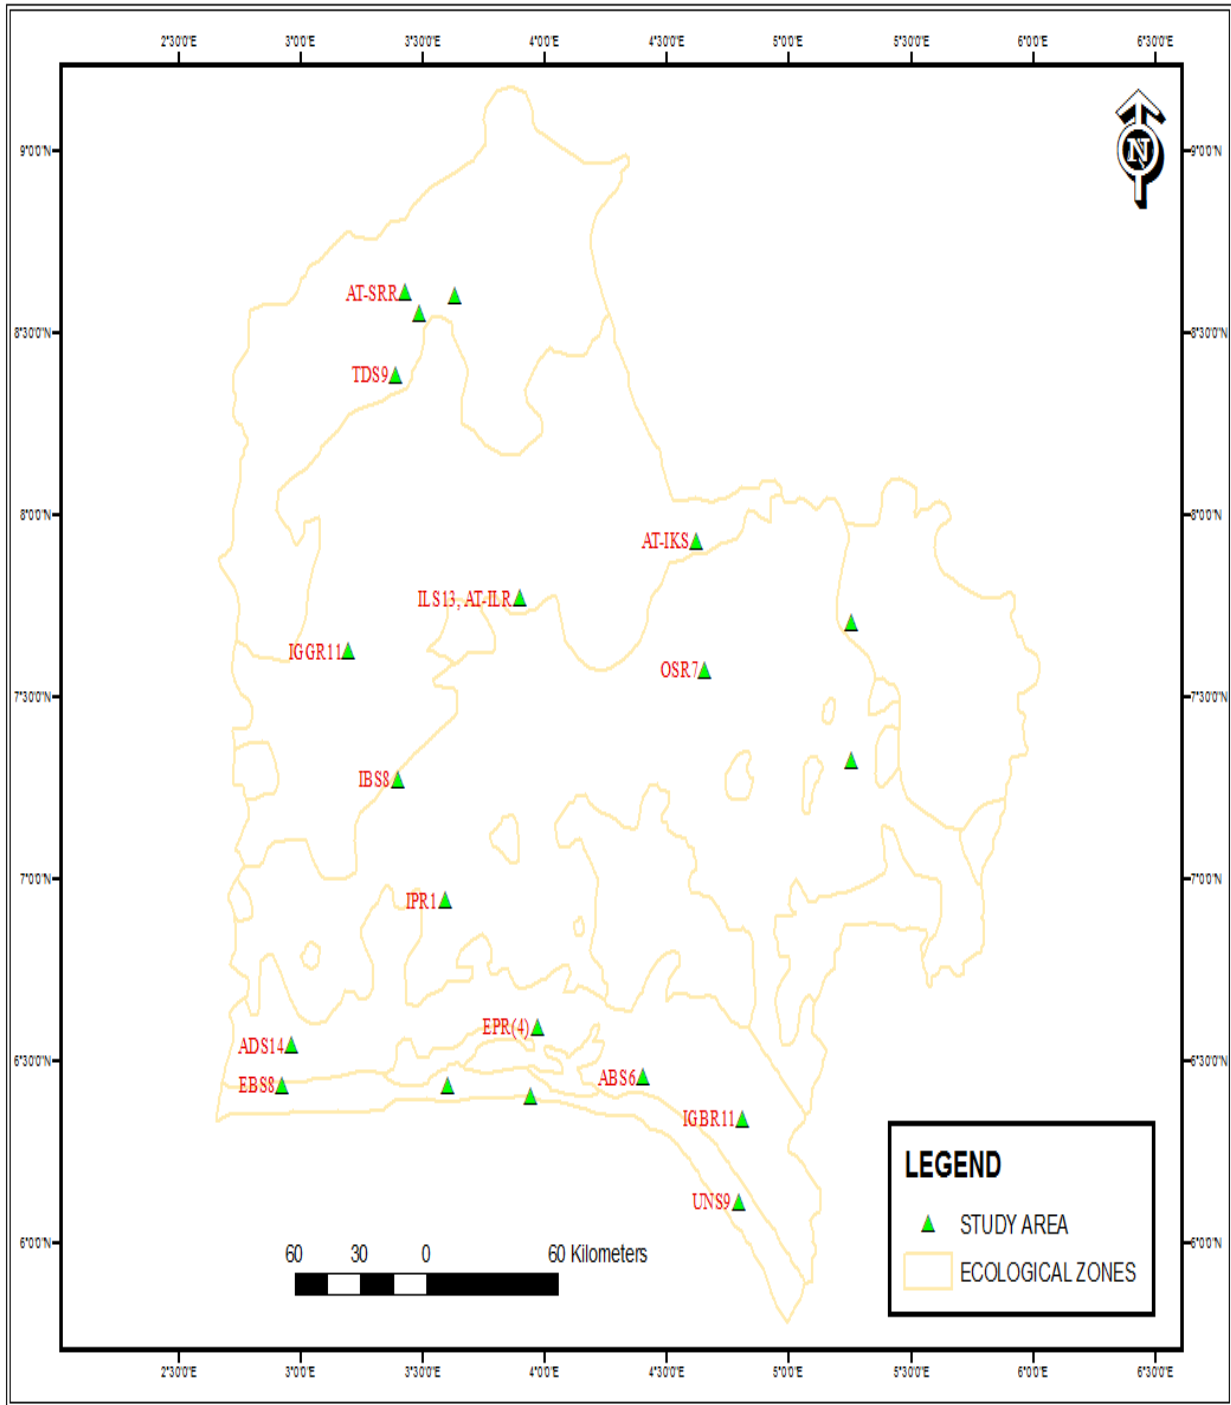 2°30'0"E 3°0'0"E 3°30'0"E 4°0'0"E 4°30'0"E 5°0'0"E 5°30'0"E 6°0'0"E 6°30'0"E
N
9°0'0"N 9°0'0"N
AT-SRR
8°30'0"N 8°30'0"N
TDS9
8°0'0"N 8°0'0"N
AT-IKS
ILS13, AT-ILR
IGGR11
OSR7
7°30'0"N 7°30'0"N
IBS8
7°0'0"N 7°0'0"N
IPR1
EPR(4)
ADS14
6°30'0"N 6°30'0"N
EBS8
ABS6
IGBR11
UNS9
LEGEND
STUDY AREA
ECOLOGICAL ZONES
6°0'0"N 6°0'0"N
60 30 0 60 Kilometers
2°30'0"E 3°0'0"E 3°30'0"E 4°0'0"E 4°30'0"E 5°0'0"E 5°30'0"E 6°0'0"E 6°30'0"E